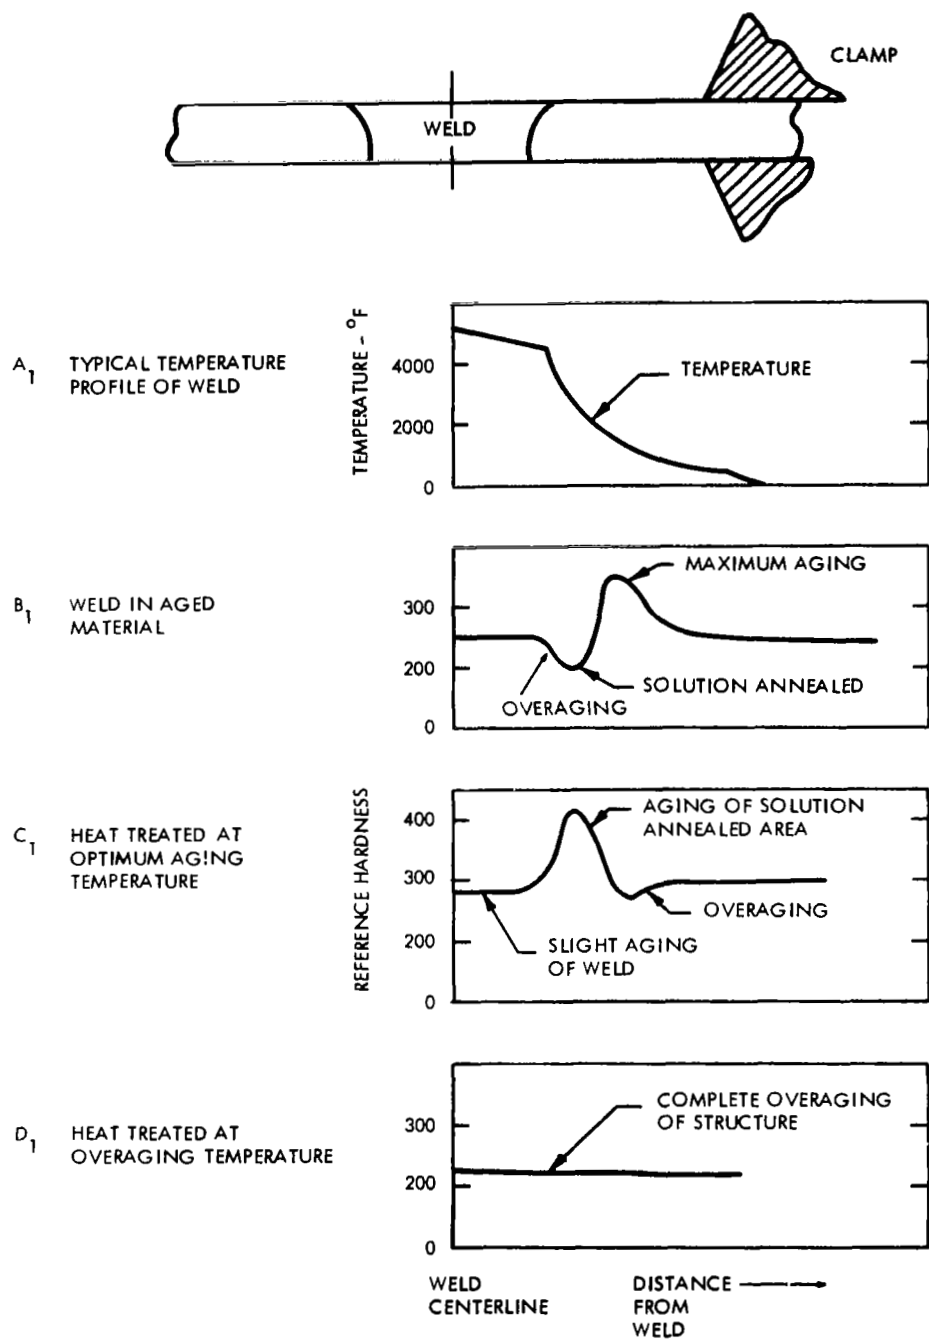 CLAMP
WELD
A1 TYPICAL TEMPERATURE
PROFILE OF WELD
TEMPERATURE - °F
4000
2000
0
TEMPERATURE
B1 WELD IN AGED
MATERIAL
300
200
0
MAXIMUM AGING
SOLUTION ANNEALED
OVERAGING
C1 HEAT TREATED AT
OPTIMUM AGING
TEMPERATURE
REFERENCE HARDNESS
400
300
200
0
AGING OF SOLUTION
ANNEALED AREA
OVERAGING
SLIGHT AGING
OF WELD
D1 HEAT TREATED AT
OVERAGING TEMPERATURE
300
200
0
COMPLETE OVERAGING
OF STRUCTURE
WELD
CENTERLINE
DISTANCE
FROM
WELD